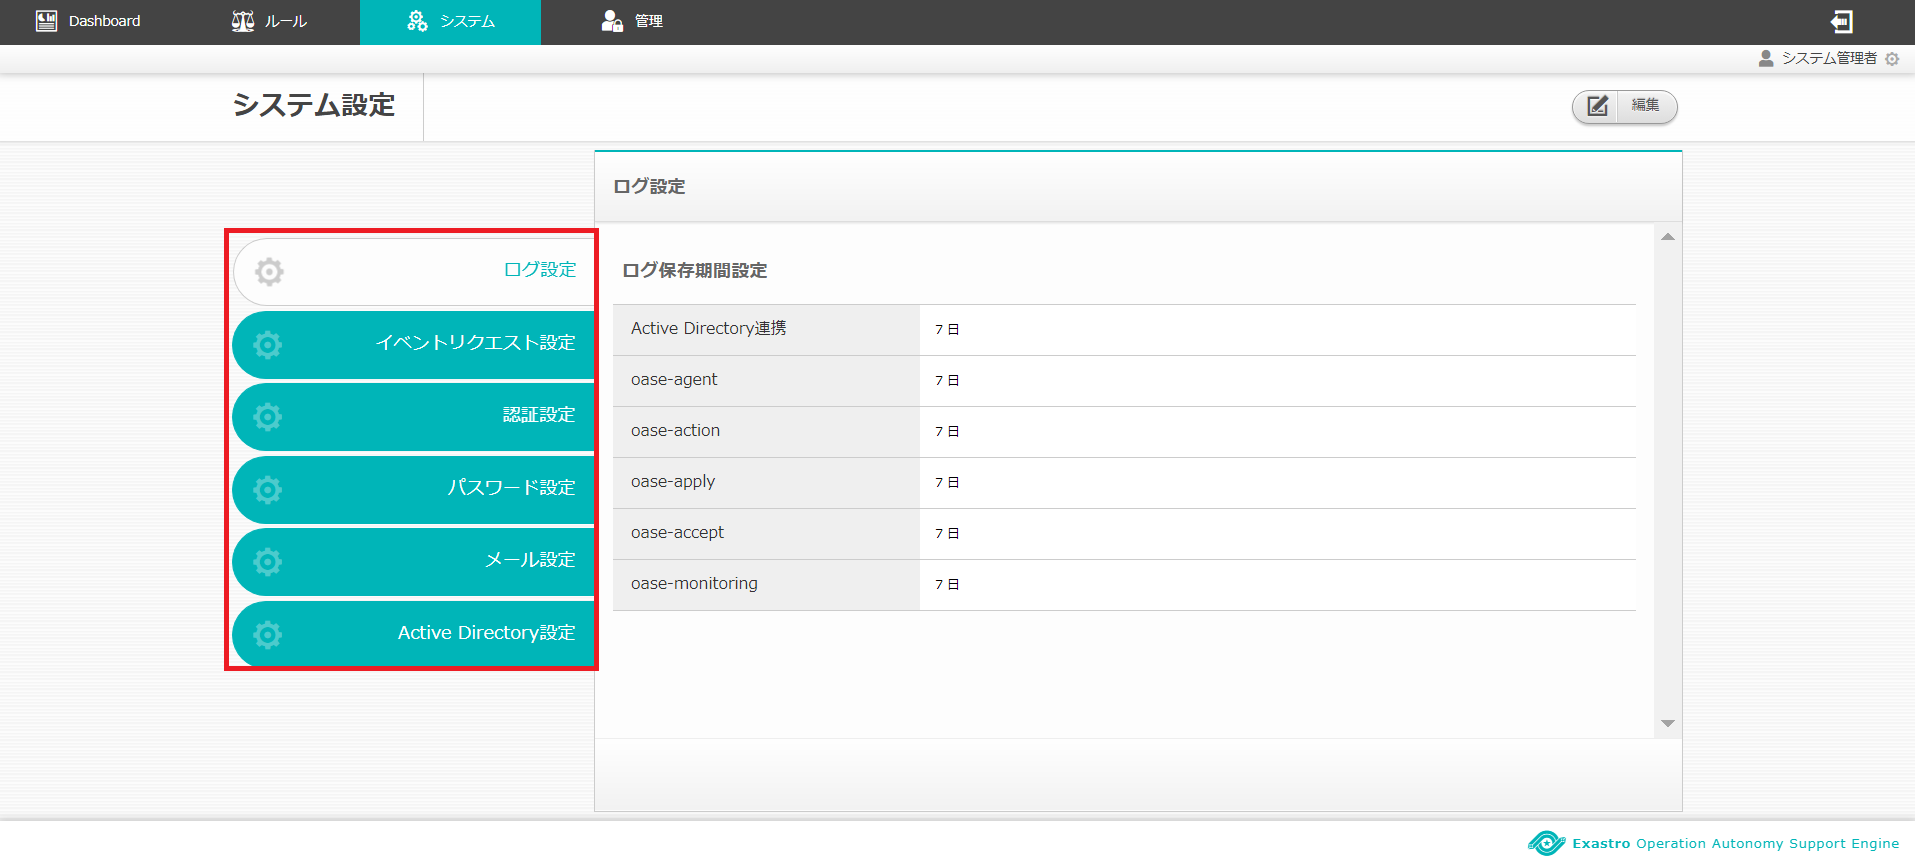 Dashboard
ルール
システム
管理
システム管理者
システム設定
編集
ログ設定
イベントリクエスト設定
認証設定
パスワード設定
メール設定
Active Directory設定
ログ設定
ログ保存期間設定
Active Directory連携 7 日
oase-agent 7 日
oase-action 7 日
oase-apply 7 日
oase-accept 7 日
oase-monitoring 7 日
Exastro Operation Autonomy Support Engine